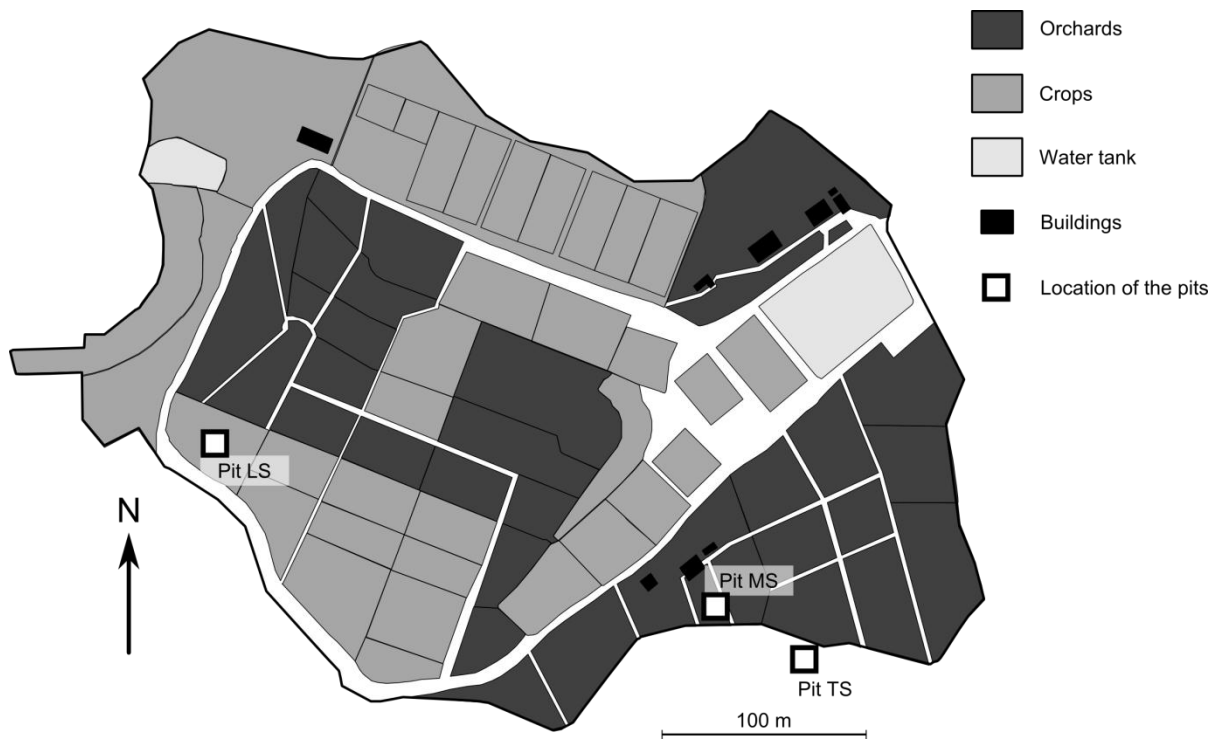 Orchards
Crops
Water tank
Buildings
Location of the pits
Pit LS
N
Pit MS
Pit TS
100 m